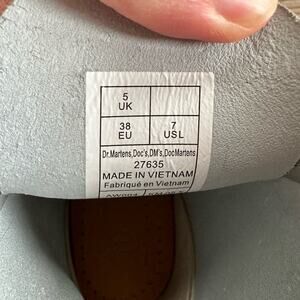 5
UK
38 7
EU USL
Dr.Martens,Doc's,DM's,DocMartens
27635
MADE IN VIETNAM
Fabriqué en Vietnam